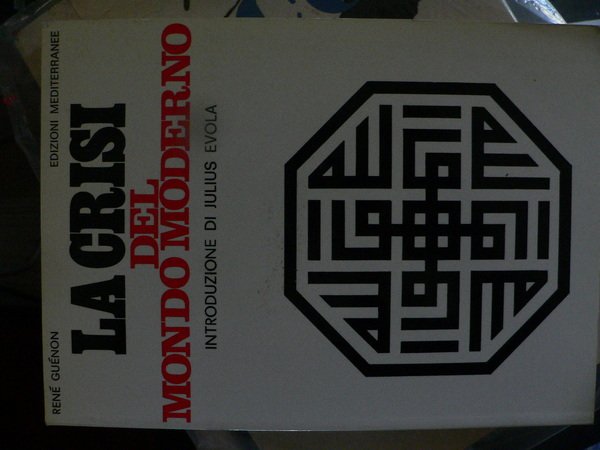 RENÉ GUÉNON EDIZIONI MEDITERRANEE
LA CRISI
DEL
MONDO MODERNO
INTRODUZIONE DI JULIUS EVOLA